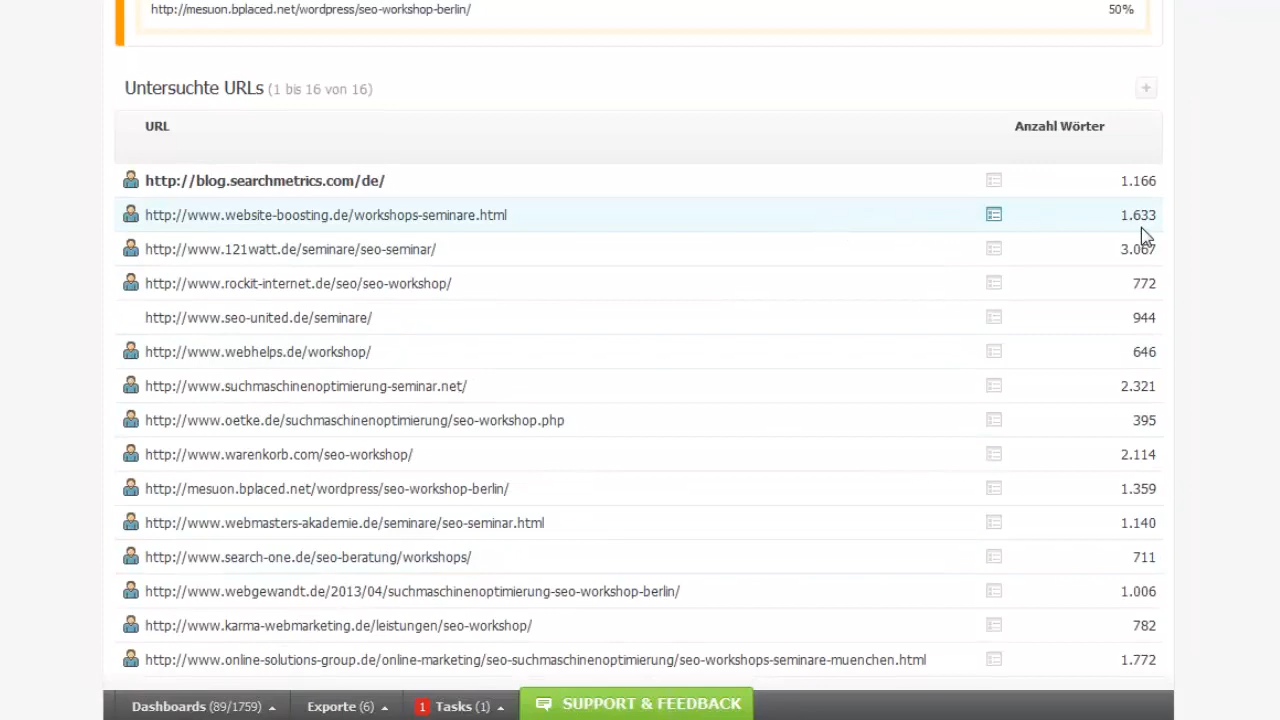 http://mesuon.bplaced.net/wordpress/seo-workshop-berlin/ 50%
Untersuchte URLs (1 bis 16 von 16)
URL Anzahl Wörter
http://blog.searchmetrics.com/de/ 1.166
http://www.website-boosting.de/workshops-seminare.html 1.633
http://www.121watt.de/seminare/seo-seminar/ 3.067
http://www.rockit-internet.de/seo/seo-workshop/ 772
http://www.seo-united.de/seminare/ 944
http://www.webhelps.de/workshop/ 646
http://www.suchmaschinenoptimierung-seminar.net/ 2.321
http://www.oetke.de/suchmaschinenoptimierung/seo-workshop.php 395
http://www.warenkorb.com/seo-workshop/ 2.114
http://mesuon.bplaced.net/wordpress/seo-workshop-berlin/ 1.359
http://www.webmasters-akademie.de/seminare/seo-seminar.html 1.140
http://www.search-one.de/seo-beratung/workshops/ 711
http://www.webgewandt.de/2013/04/suchmaschinenoptimierung-seo-workshop-berlin/ 1.006
http://www.karma-webmarketing.de/leistungen/seo-workshop/ 782
http://www.online-solutions-group.de/online-marketing/seo-suchmaschinenoptimierung/seo-workshops-seminare-muenchen.html 1.772
Dashboards (89/1759) Exporte (6) 1 Tasks (1) SUPPORT & FEEDBACK